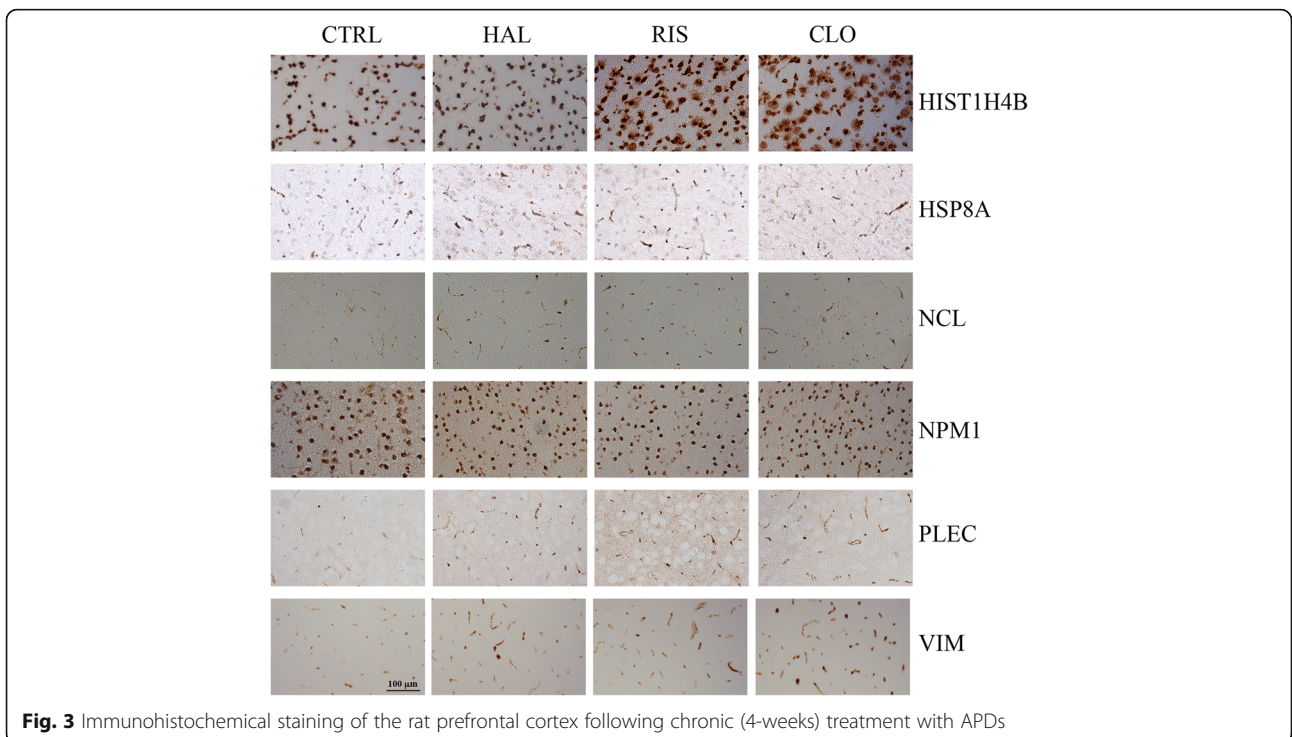 CTRL HAL RIS CLO
HIST1H4B
HSP8A
NCL
NPM1
PLEC
VIM
100 µm
Fig. 3 Immunohistochemical staining of the rat prefrontal cortex following chronic (4-weeks) treatment with APDs